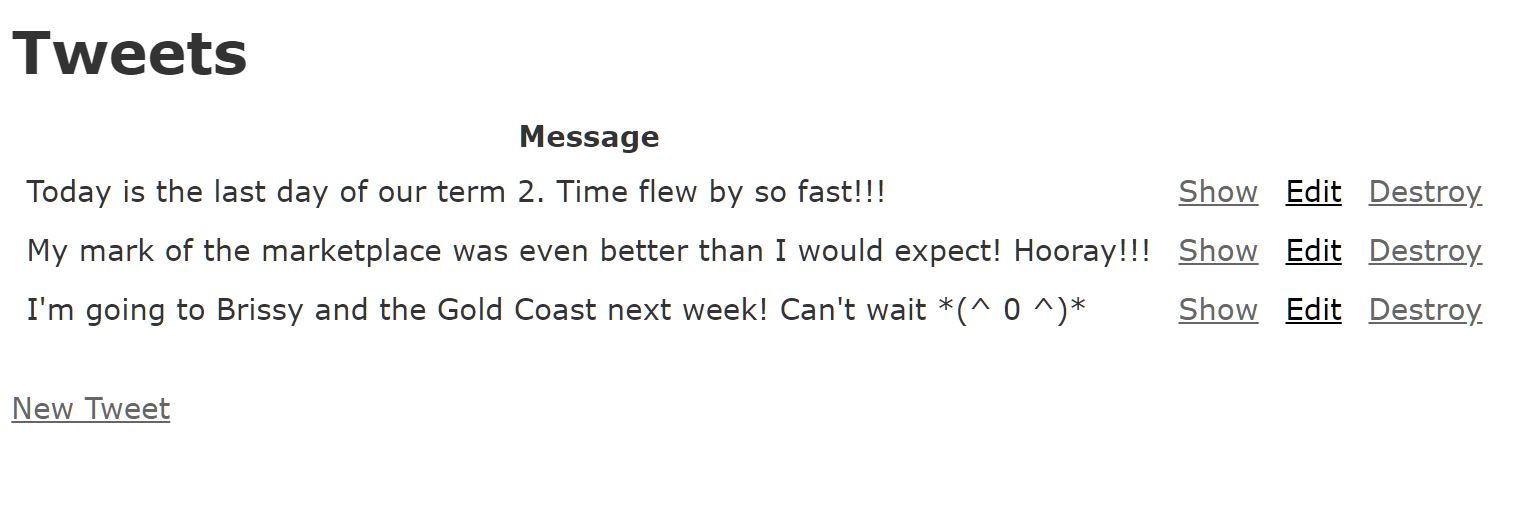 Tweets
Message
Today is the last day of our term 2. Time flew by so fast!!! Show Edit Destroy
My mark of the marketplace was even better than I would expect! Hooray!!! Show Edit Destroy
I'm going to Brissy and the Gold Coast next week! Can't wait *(^ 0 ^)* Show Edit Destroy
New Tweet